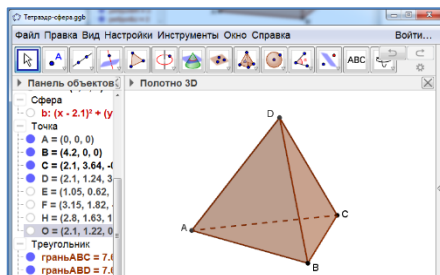 Тетраэдр-сфера.ggb
Файл Правка Вид Настройки Инструменты Окно Справка
Войти...
ABC
Панель объектов
Полотно 3D
Сфера
b: (x - 2.1)² + (y
Точка
A = (0, 0, 0)
B = (4.2, 0, 0)
C = (2.1, 3.64, -0
D = (2.1, 1.24, 3
E = (1.05, 0.62,
F = (3.15, 1.82,
H = (2.8, 1.63, 1
O = (2.1, 1.22, 0
Треугольник
граньABC = 7.
граньABD = 7.
D
A
C
B